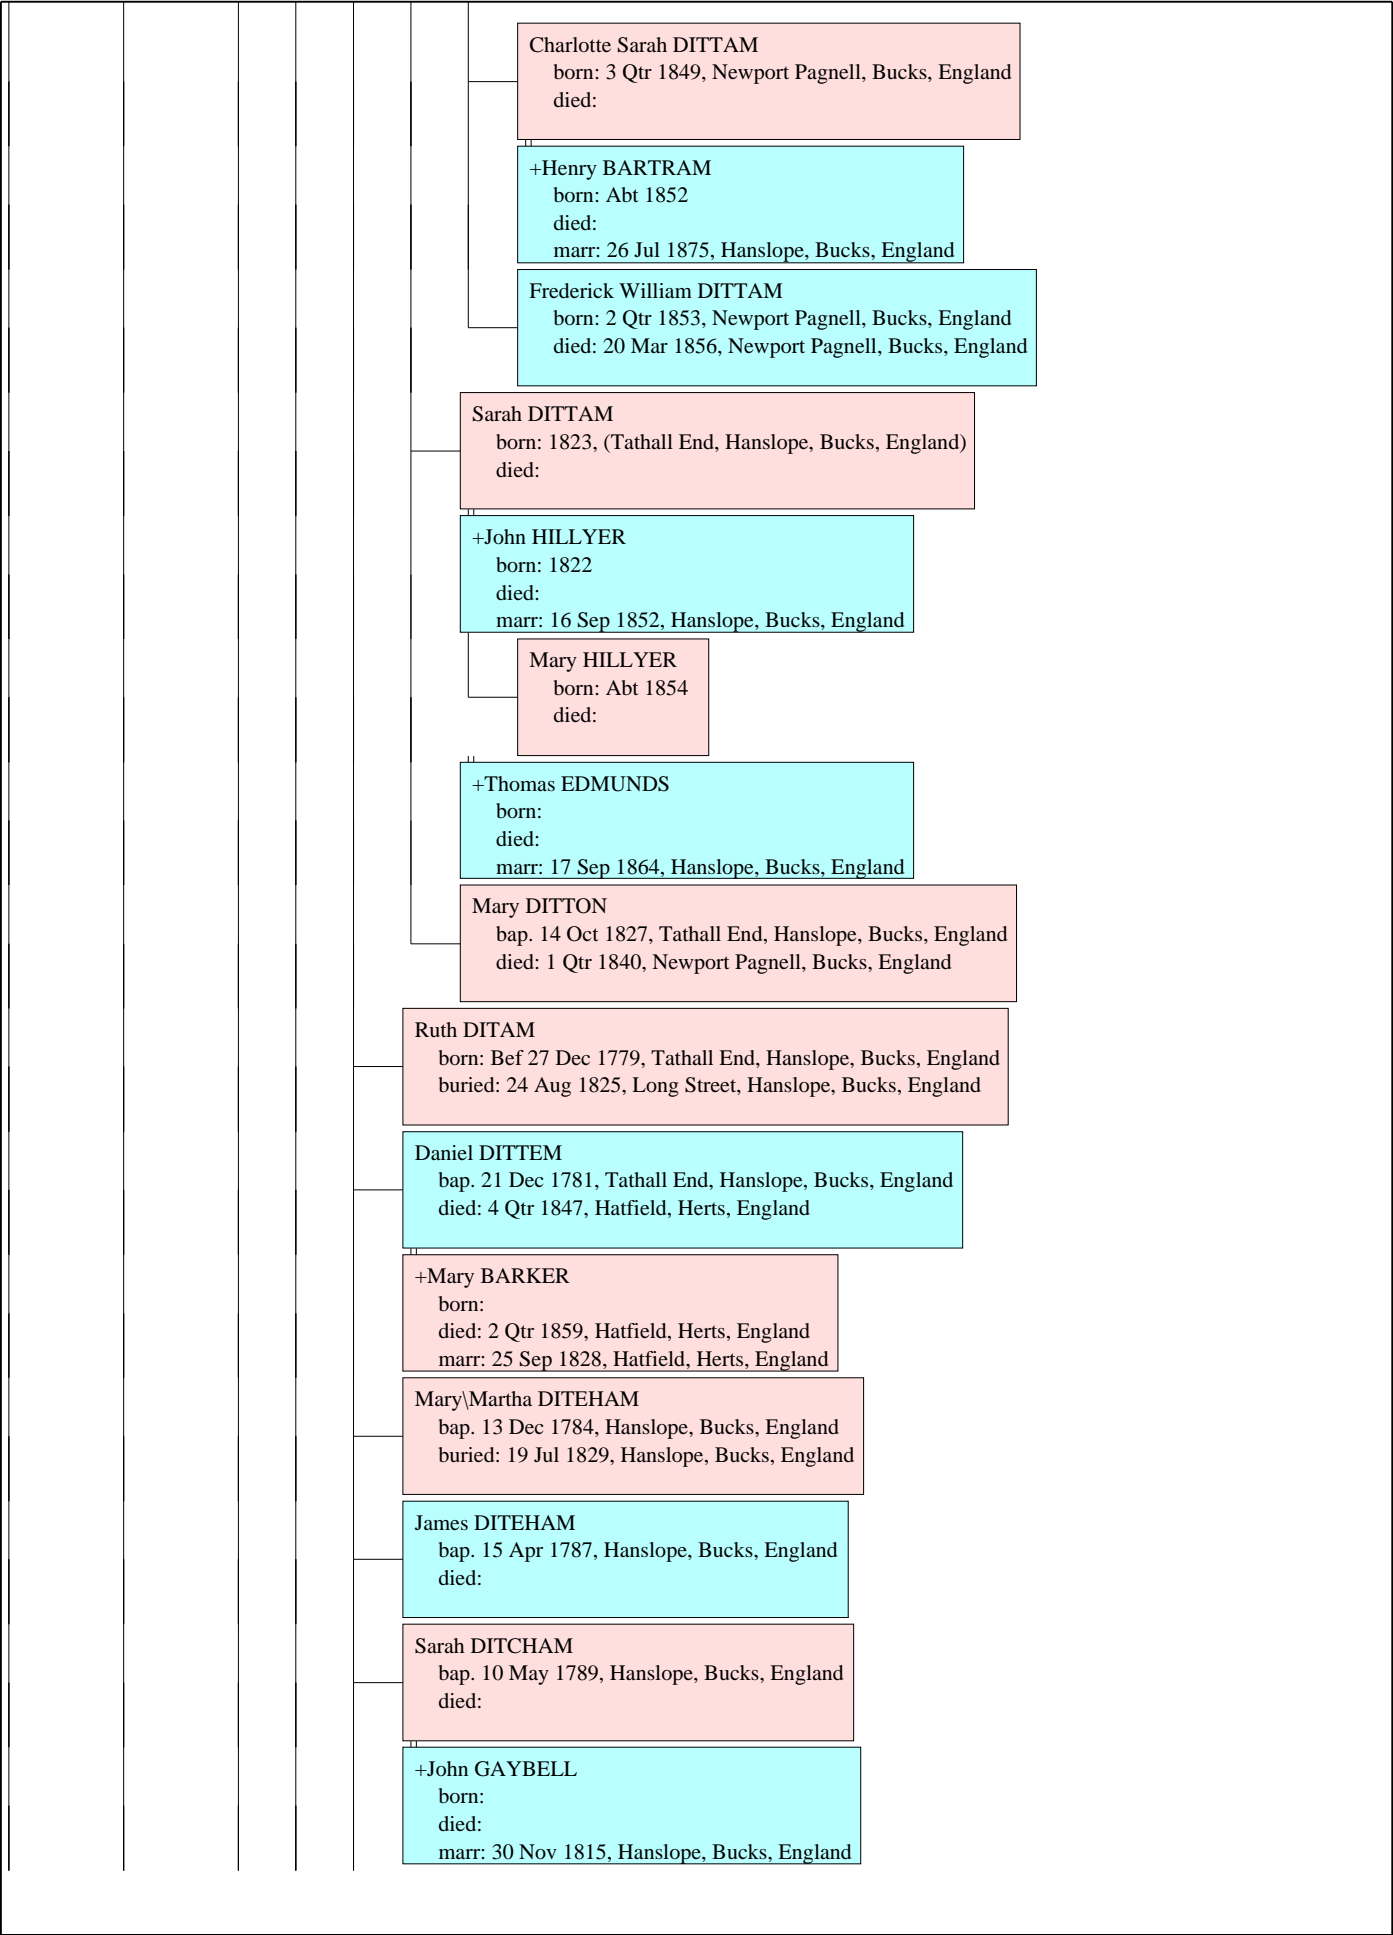 Charlotte Sarah DITTAM
born: 3 Qtr 1849, Newport Pagnell, Bucks, England
died:
+Henry BARTRAM
born: Abt 1852
died:
marr: 26 Jul 1875, Hanslope, Bucks, England
Frederick William DITTAM
born: 2 Qtr 1853, Newport Pagnell, Bucks, England
died: 20 Mar 1856, Newport Pagnell, Bucks, England
Sarah DITTAM
born: 1823, (Tathall End, Hanslope, Bucks, England)
died:
+John HILLYER
born: 1822
died:
marr: 16 Sep 1852, Hanslope, Bucks, England
Mary HILLYER
born: Abt 1854
died:
+Thomas EDMUNDS
born:
died:
marr: 17 Sep 1864, Hanslope, Bucks, England
Mary DITTON
bap. 14 Oct 1827, Tathall End, Hanslope, Bucks, England
died: 1 Qtr 1840, Newport Pagnell, Bucks, England
Ruth DITAM
born: Bef 27 Dec 1779, Tathall End, Hanslope, Bucks, England
buried: 24 Aug 1825, Long Street, Hanslope, Bucks, England
Daniel DITTEM
bap. 21 Dec 1781, Tathall End, Hanslope, Bucks, England
died: 4 Qtr 1847, Hatfield, Herts, England
+Mary BARKER
born:
died: 2 Qtr 1859, Hatfield, Herts, England
marr: 25 Sep 1828, Hatfield, Herts, England
Mary\Martha DITEHAM
bap. 13 Dec 1784, Hanslope, Bucks, England
buried: 19 Jul 1829, Hanslope, Bucks, England
James DITEHAM
bap. 15 Apr 1787, Hanslope, Bucks, England
died:
Sarah DITCHAM
bap. 10 May 1789, Hanslope, Bucks, England
died:
+John GAYBELL
born:
died:
marr: 30 Nov 1815, Hanslope, Bucks, England